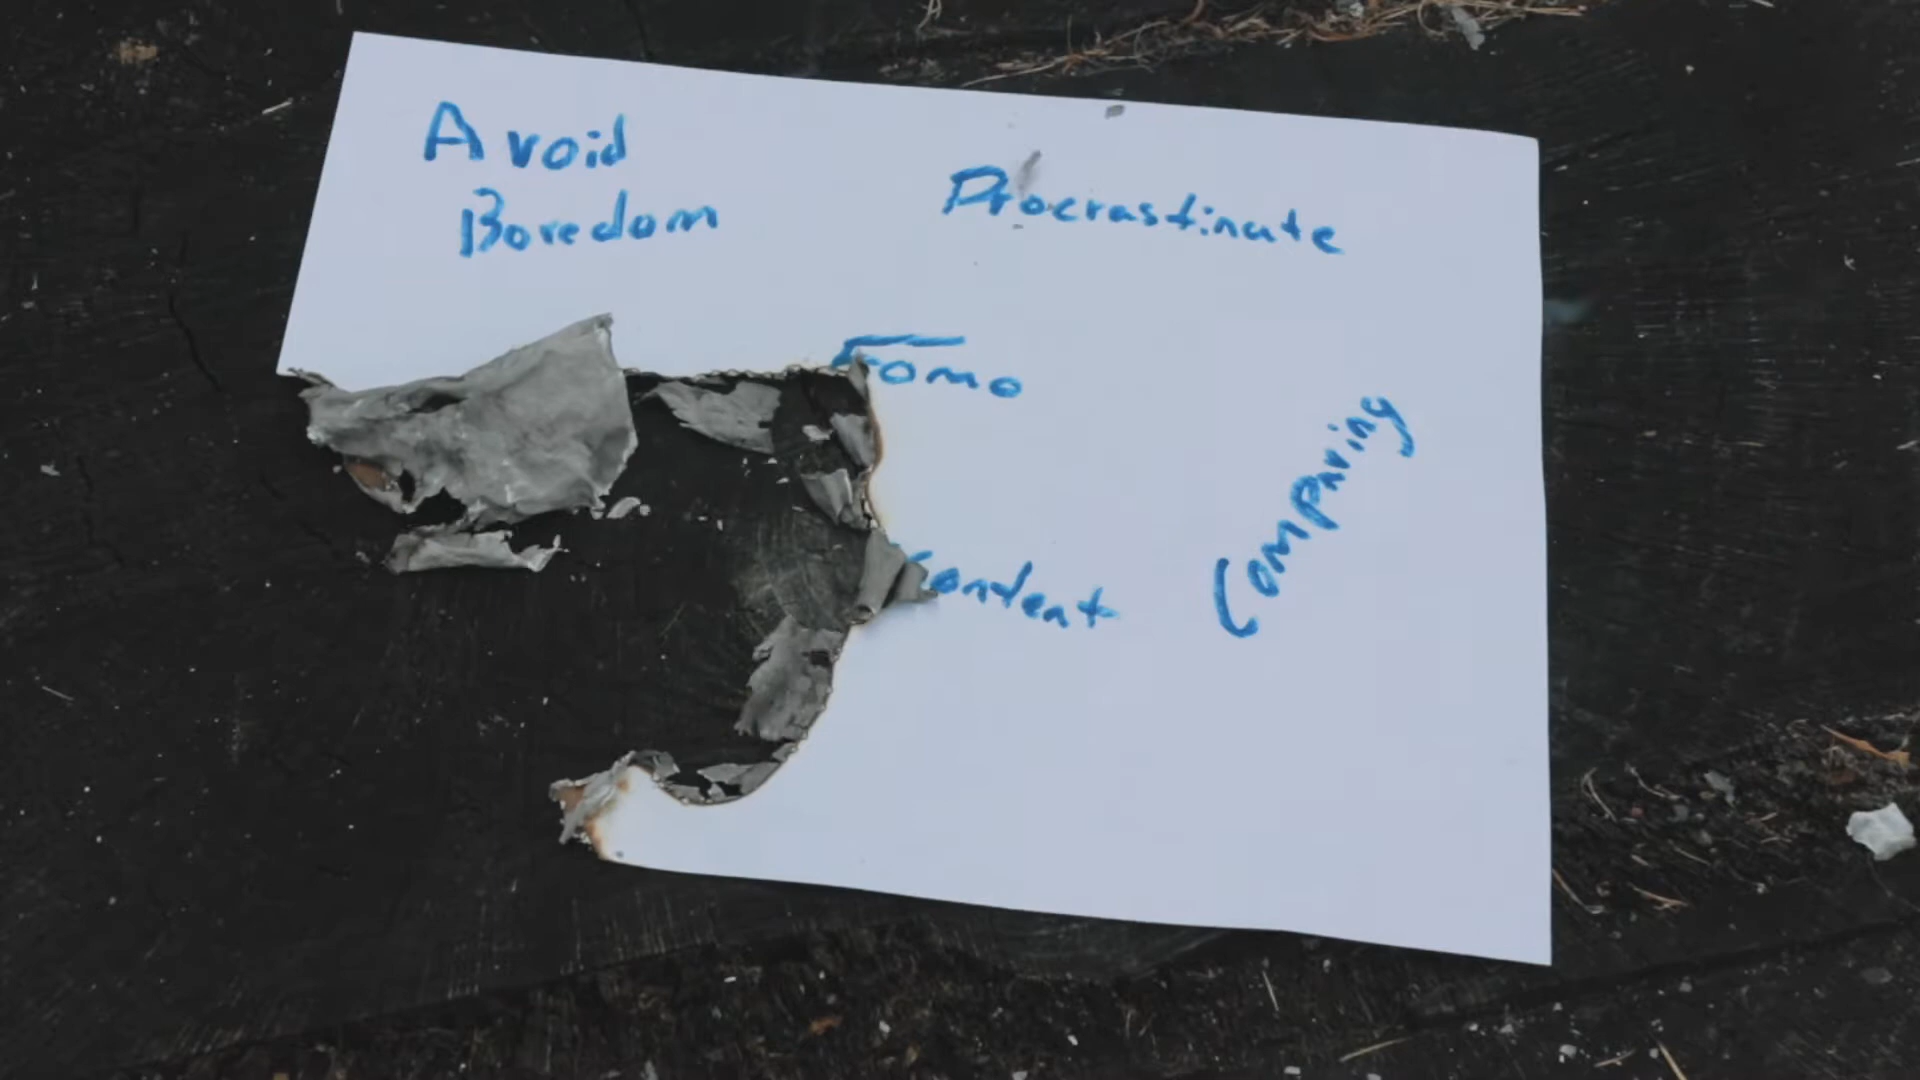 Avoid
Boredom
Procrastinate
Fomo
Content
Comparing